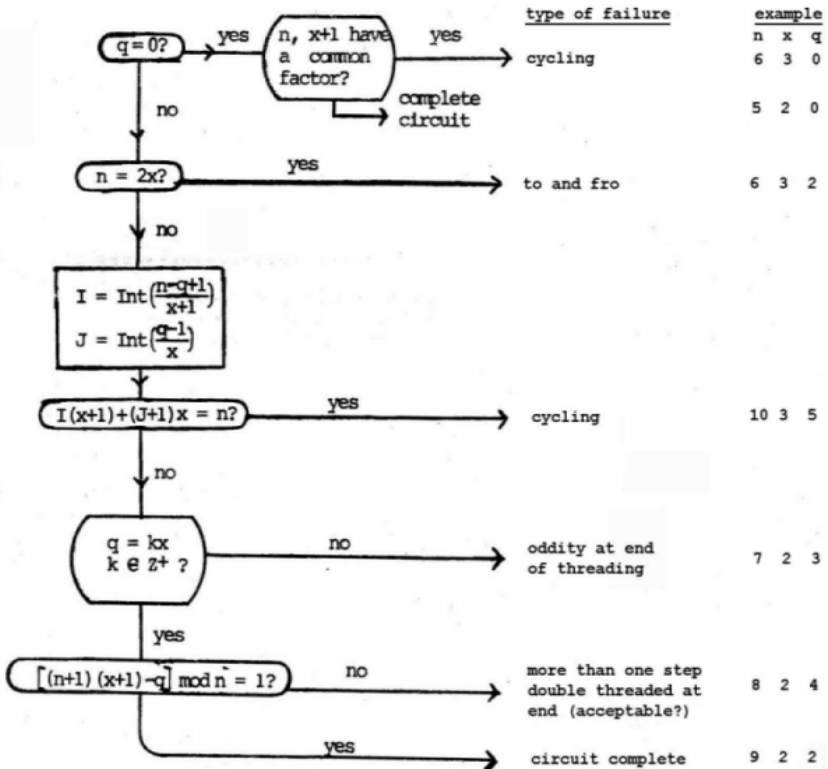 type of failure example
n x q
q=0? yes n, x+1 have yes cycling 6 3 0
a common
factor?
complete 5 2 0
circuit
no
n = 2x? yes to and fro 6 3 2
no
I = Int(n-q+1/x+1)
J = Int(q-1/x)
I(x+1)+(J+1)x = n? yes cycling 10 3 5
no
q = kx no oddity at end 7 2 3
k ∈ Z+ ? of threading
yes
[(n+1)(x+1)-q] mod n = 1? no more than one step
double threaded at 8 2 4
end (acceptable?)
yes circuit complete 9 2 2